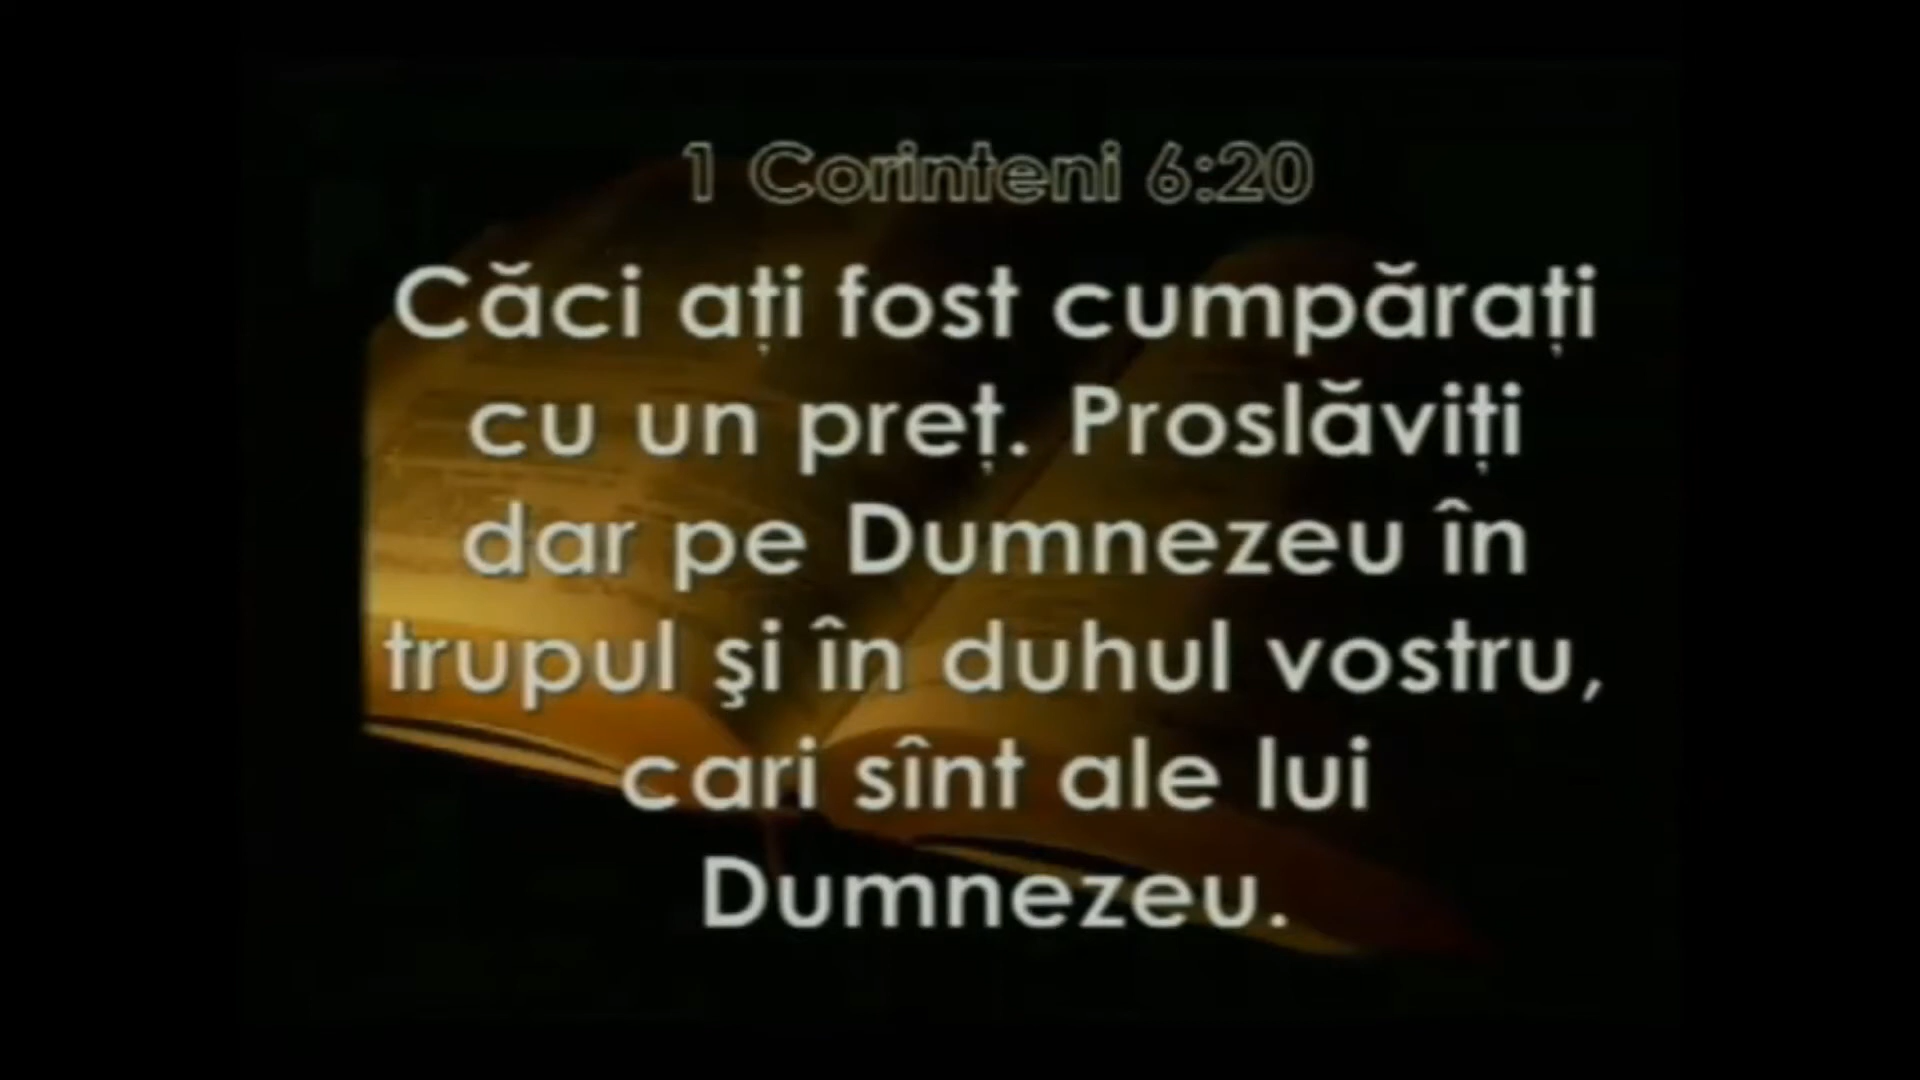 1 Corinteni 6:20
Căci ați fost cumpărați
cu un preț. Proslăviți
dar pe Dumnezeu în
trupul şi în duhul vostru,
cari sînt ale lui
Dumnezeu.